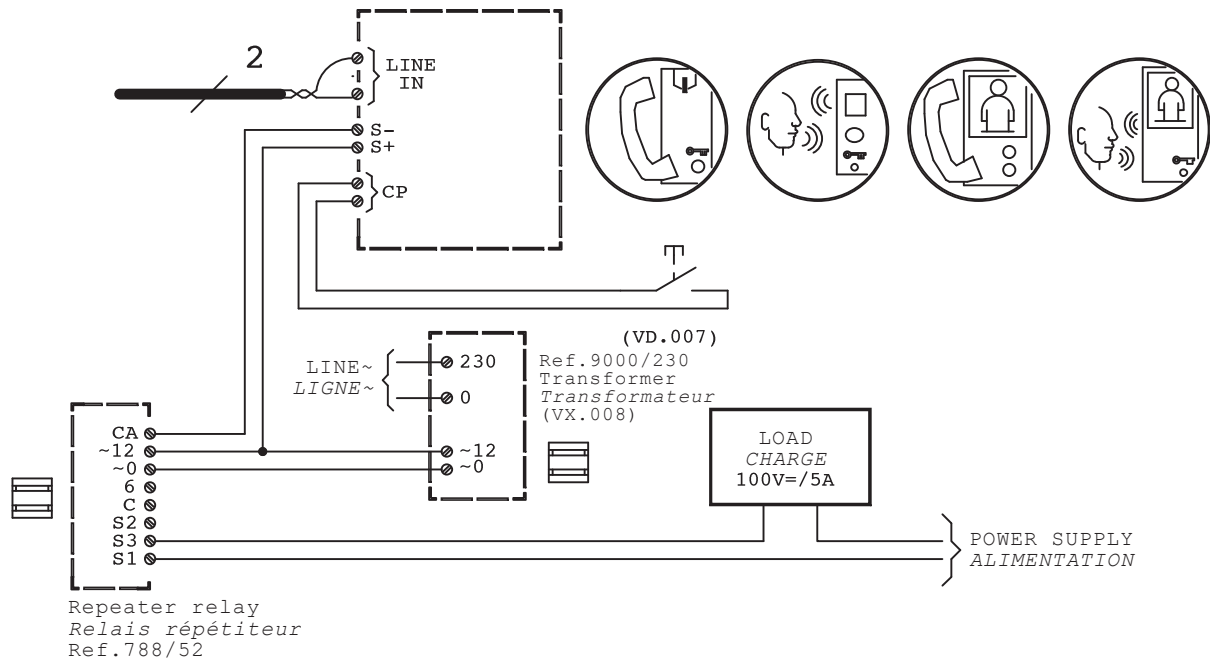 2
LINE
IN
S-
S+
CP
(VD.007)
LINE~
LIGNE~
230
0
~12
~0
Ref.9000/230
Transformer
Transformateur
(VX.008)
CA
~12
~0
6
C
S2
S3
S1
LOAD
CHARGE
100V=/5A
POWER SUPPLY
ALIMENTATION
Repeater relay
Relais répétiteur
Ref.788/52